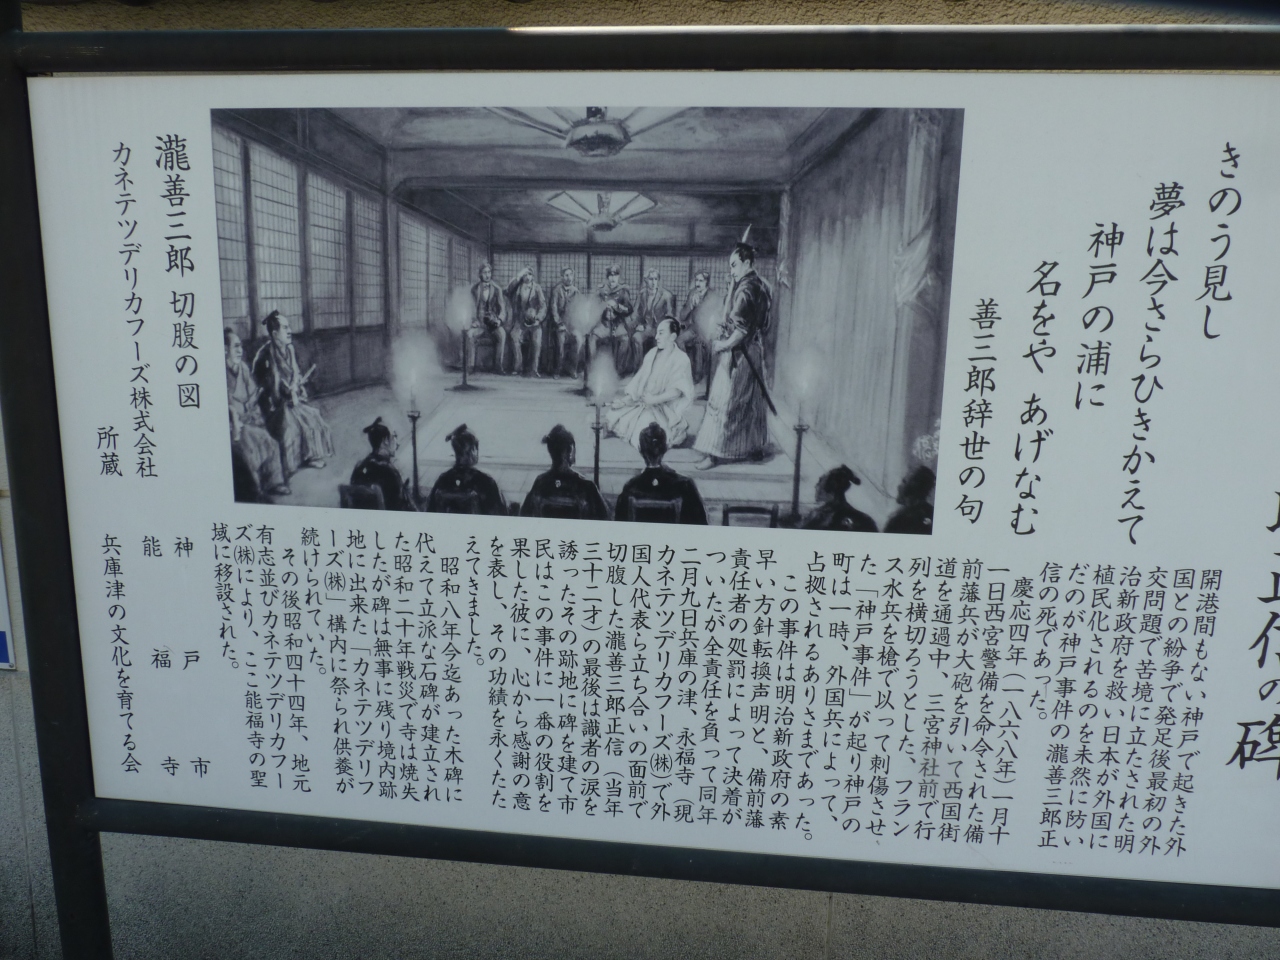 正信の碑
きのう見し
夢は今さらひきかえて
神戸の浦に
名をや あげなむ
善三郎辞世の句
開港間もない神戸で起きた外
国との紛争で発足後最初の外
交問題で苦境に立たされた明
治新政府を救い日本が外国に
植民化されるのを未然に防い
だのが神戸事件の瀧善三郎正
信の死であった。
慶応四年（一八六八年）一月十
一日西宮警備を命令された備
前藩兵が大砲を引いて西国街
道を通過中、三宮神社前で行
列を横切ろうとした、フラン
ス水兵を槍で以って刺傷させ、
た「神戸事件」が起り神戸の
町は一時、外国兵によって、
占拠されるありさまであった。
この事件は明治新政府の素
早い方針転換声明と、備前藩
責任者の処罰によって決着が
ついたが全責任を負って同年
二月九日兵庫の津、永福寺（現
カネテツデリカフーズ㈱）で外
国人代表ら立ち合いの面前で
切腹した瀧善三郎正信（当年
三十二才）の最後は識者の涙を
誘ったその跡地に碑を建て市
民はこの事件に一番の役割を
果した彼に、心から感謝の意
を表し、その功績を永くたた
えてきました。
昭和八年今迄あった木碑に
代えて立派な石碑が建立され
た昭和二十年戦災で寺は焼失
したが碑は無事に残り境内跡
地に出来た「カネテツデリフ
ーズ㈱」構内に祭られ供養が
続けられていた。
その後昭和四十四年、地元
有志並びカネテツデリカフー
ズ㈱により、ここ能福寺の聖
域に移設された。
瀧善三郎 切腹の図
カネテツデリカフーズ株式会社
所蔵
神戸市
能福寺
兵庫津の文化を育てる会